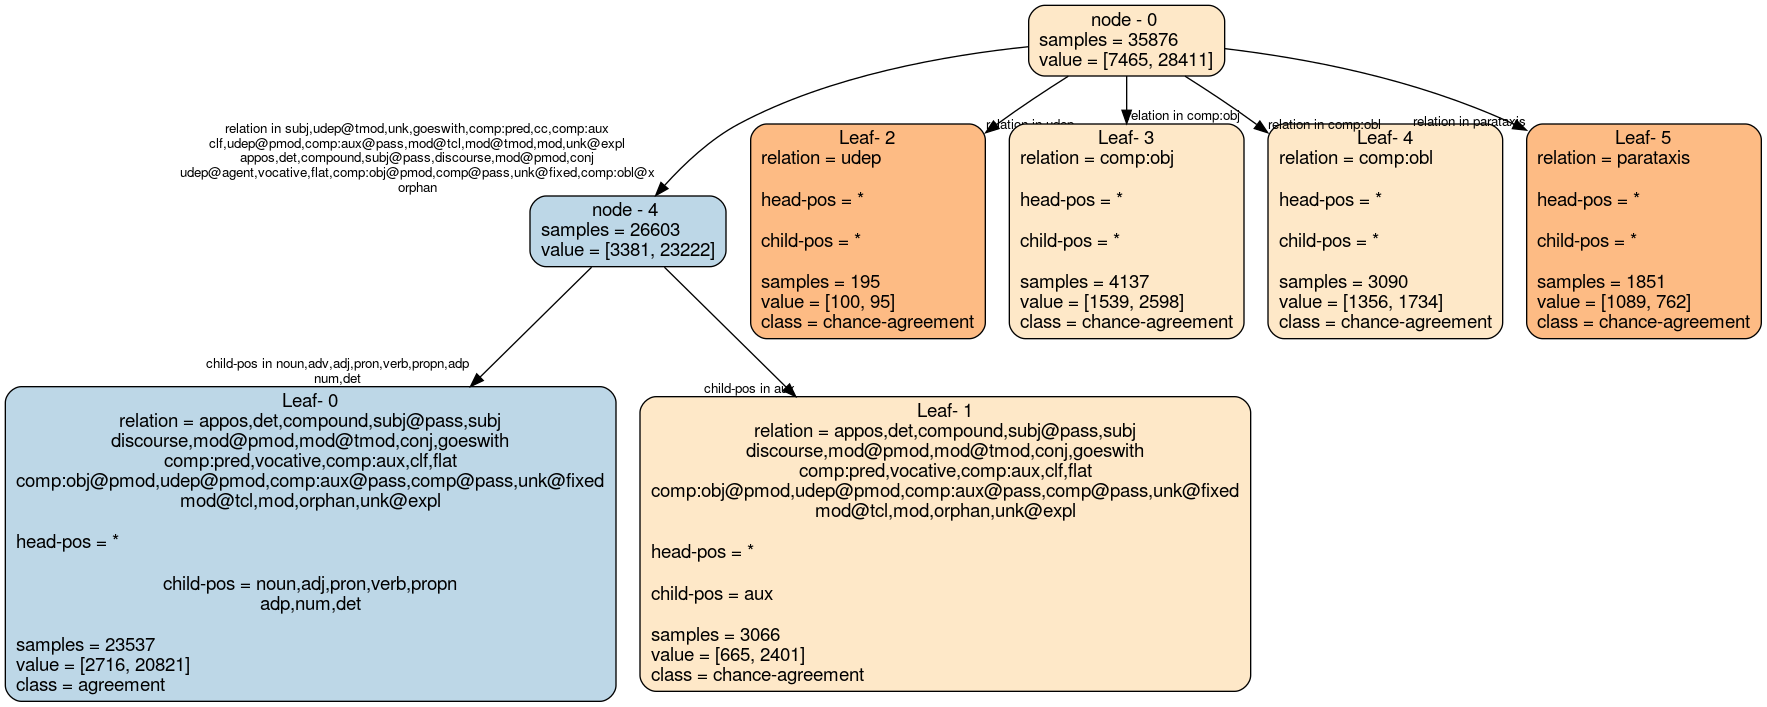 node - 0
samples = 35876
value = [7465, 28411]
relation in subj,udep@tmod,unk,goeswith,comp:pred,cc,comp:aux
clf,udep@pmod,comp:aux@pass,mod@tcl,mod@tmod,mod,unk@expl
appos,det,compound,subj@pass,discourse,mod@pmod,conj
udep@agent,vocative,flat,comp:obj@pmod,comp@pass,unk@fixed,comp:obl@x
orphan
relation in udep
relation in comp:obj
relation in comp:obl
relation in parataxis
node - 4
samples = 26603
value = [3381, 23222]
Leaf- 2
relation = udep
head-pos = *
child-pos = *
samples = 195
value = [100, 95]
class = chance-agreement
Leaf- 3
relation = comp:obj
head-pos = *
child-pos = *
samples = 4137
value = [1539, 2598]
class = chance-agreement
Leaf- 4
relation = comp:obl
head-pos = *
child-pos = *
samples = 3090
value = [1356, 1734]
class = chance-agreement
Leaf- 5
relation = parataxis
head-pos = *
child-pos = *
samples = 1851
value = [1089, 762]
class = chance-agreement
child-pos in noun,adv,adj,pron,verb,propn,adp
num,det
child-pos in aux
Leaf- 0
relation = appos,det,compound,subj@pass,subj
discourse,mod@pmod,mod@tmod,conj,goeswith
comp:pred,vocative,comp:aux,clf,flat
comp:obj@pmod,udep@pmod,comp:aux@pass,comp@pass,unk@fixed
mod@tcl,mod,orphan,unk@expl
head-pos = *
child-pos = noun,adj,pron,verb,propn
adp,num,det
samples = 23537
value = [2716, 20821]
class = agreement
Leaf- 1
relation = appos,det,compound,subj@pass,subj
discourse,mod@pmod,mod@tmod,conj,goeswith
comp:pred,vocative,comp:aux,clf,flat
comp:obj@pmod,udep@pmod,comp:aux@pass,comp@pass,unk@fixed
mod@tcl,mod,orphan,unk@expl
head-pos = *
child-pos = aux
samples = 3066
value = [665, 2401]
class = chance-agreement